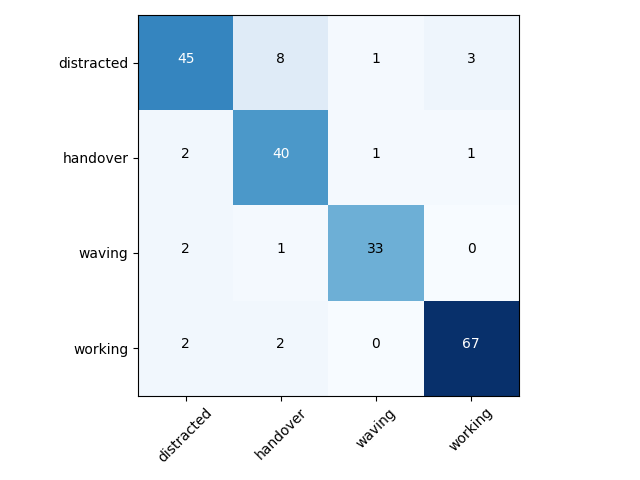 distracted 45 8 1 3
handover 2 40 1 1
waving 2 1 33 0
working 2 2 0 67
distracted handover waving working